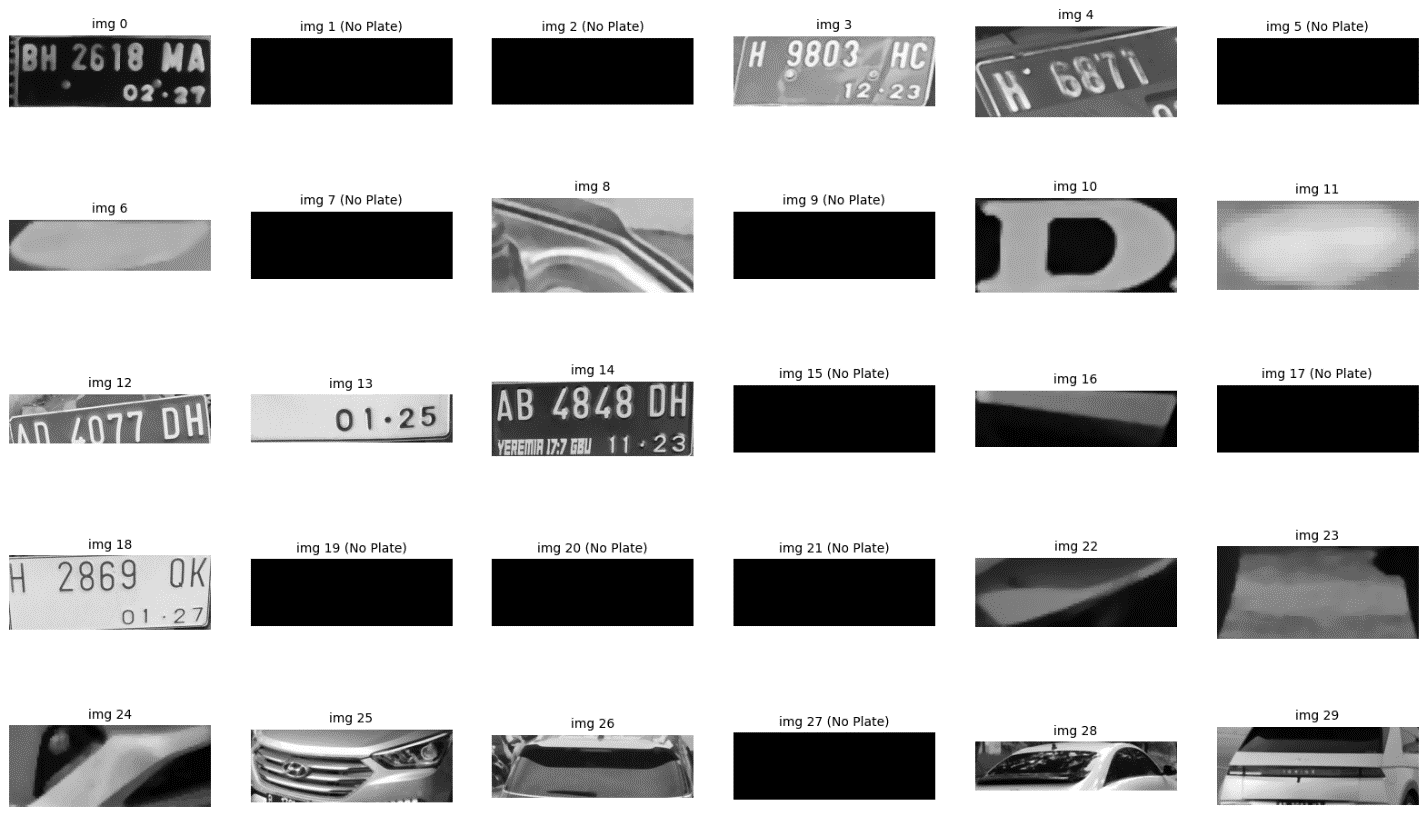 img 0
img 1 (No Plate)
img 2 (No Plate)
img 3
img 4
img 5 (No Plate)
BH 2618 MA
02·27
H 9803 HC
12·23
H 6871
img 6
img 7 (No Plate)
img 8
img 9 (No Plate)
img 10
img 11
D
img 12
img 13
img 14
img 15 (No Plate)
img 16
img 17 (No Plate)
AD 4077 DH
01·25
AB 4848 DH
YEREMIA 17:7 GBU 11·23
img 18
img 19 (No Plate)
img 20 (No Plate)
img 21 (No Plate)
img 22
img 23
H 2869 QK
01·27
img 24
img 25
img 26
img 27 (No Plate)
img 28
img 29